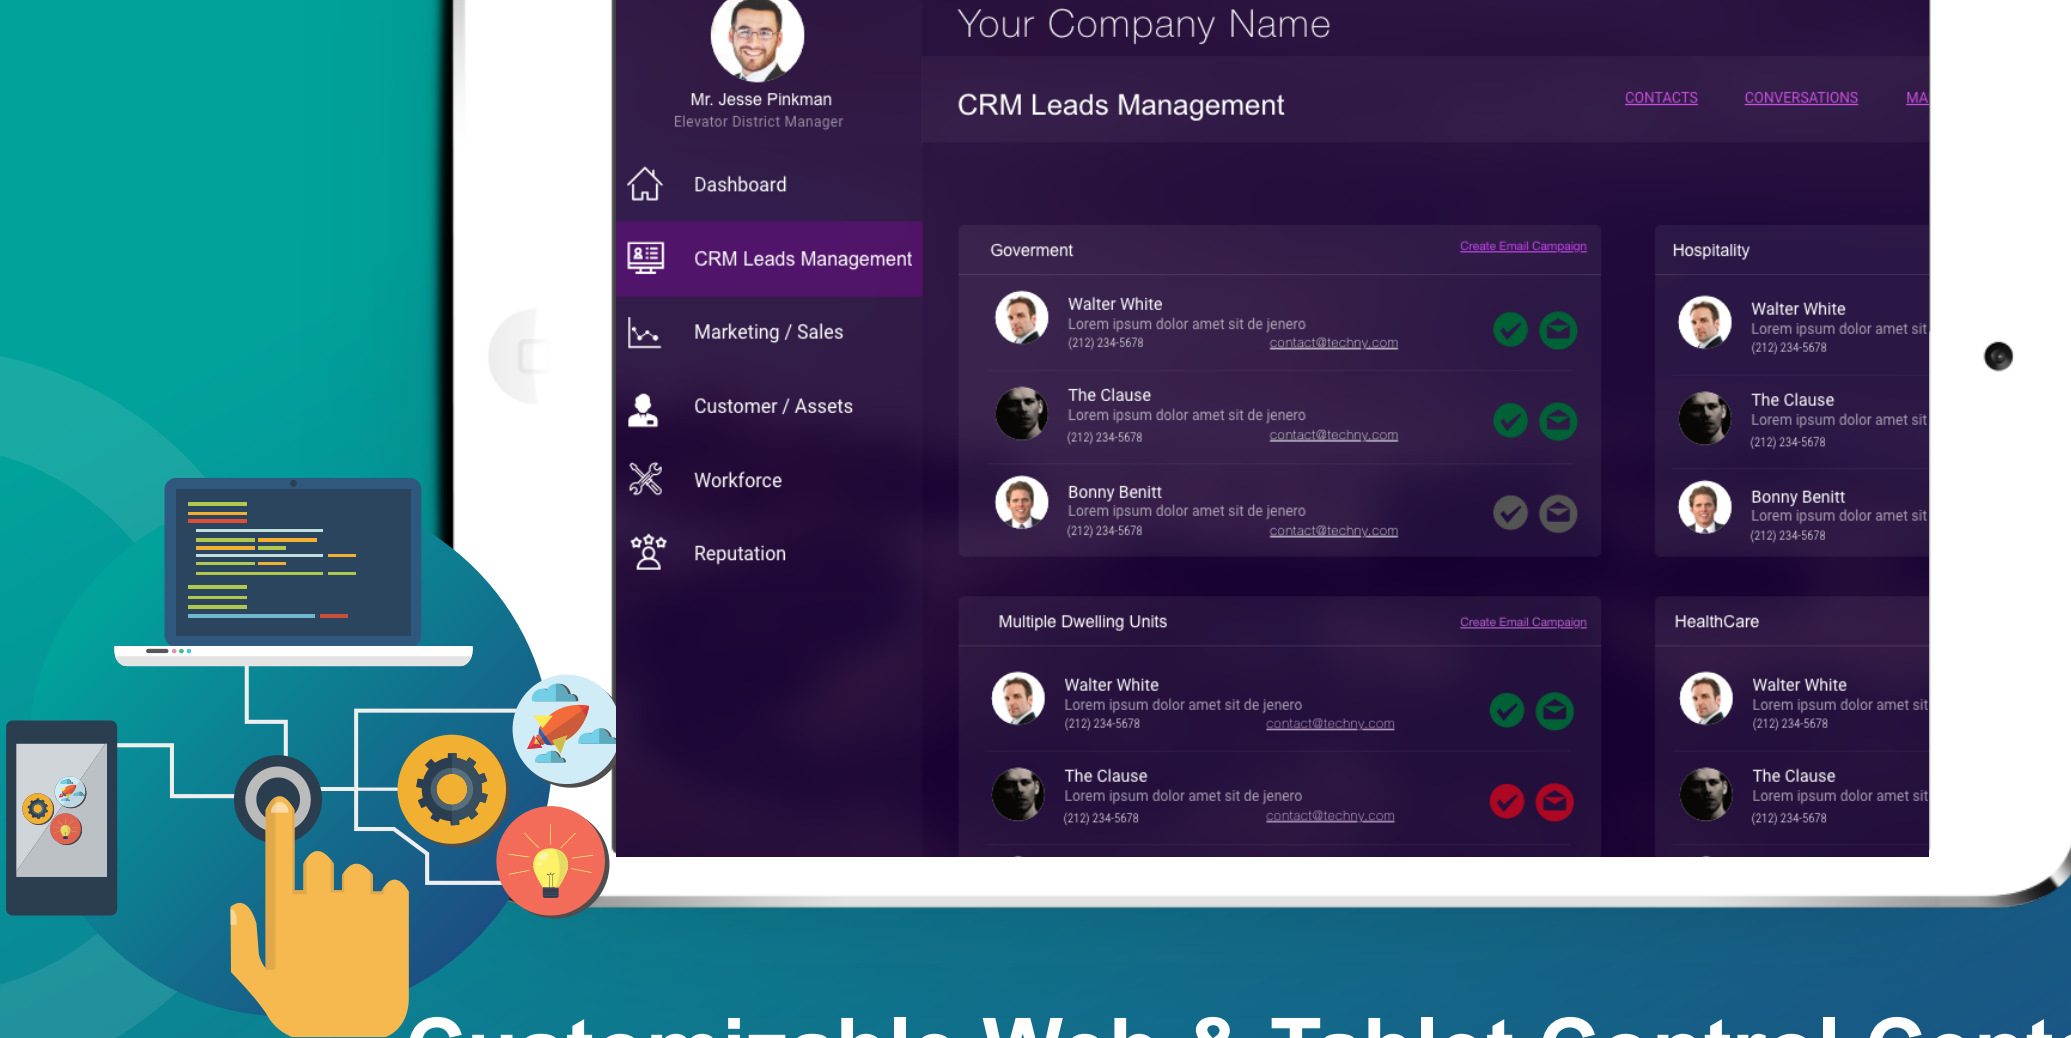 Your Company Name
Mr. Jesse Pinkman
Elevator District Manager
CRM Leads Management
CONTACTS
CONVERSATIONS
MA
Dashboard
CRM Leads Management
Marketing / Sales
Customer / Assets
Workforce
Reputation
Goverment
Create Email Campaign
Walter White
Lorem ipsum dolor amet sit de jenero
(212) 234-5678
contact@techny.com
The Clause
Lorem ipsum dolor amet sit de jenero
(212) 234-5678
contact@techny.com
Bonny Benitt
Lorem ipsum dolor amet sit de jenero
(212) 234-5678
contact@techny.com
Hospitality
Walter White
Lorem ipsum dolor amet sit
(212) 234-5678
The Clause
Lorem ipsum dolor amet sit
(212) 234-5678
Bonny Benitt
Lorem ipsum dolor amet sit
(212) 234-5678
Multiple Dwelling Units
Create Email Campaign
Walter White
Lorem ipsum dolor amet sit de jenero
(212) 234-5678
contact@techny.com
The Clause
Lorem ipsum dolor amet sit de jenero
(212) 234-5678
contact@techny.com
HealthCare
Walter White
Lorem ipsum dolor amet sit
(212) 234-5678
The Clause
Lorem ipsum dolor amet sit
(212) 234-5678
Customizable Web & Tablet Control Cent